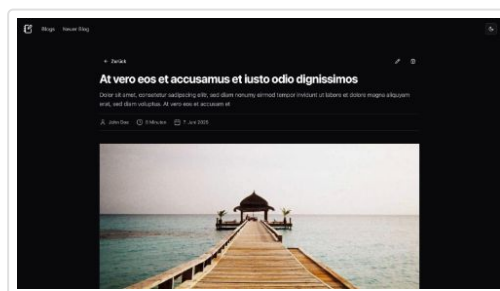 Blogs Neuer Blog
← Zurück
At vero eos et accusamus et iusto odio dignissimos
Dolor sit amet, consetetur sadipscing elitr, sed diam nonumy eirmod tempor invidunt ut labore et dolore magna aliquyam
erat, sed diam voluptua. At vero eos et accusam et
John Doe 5 Minuten 7. Juni 2025